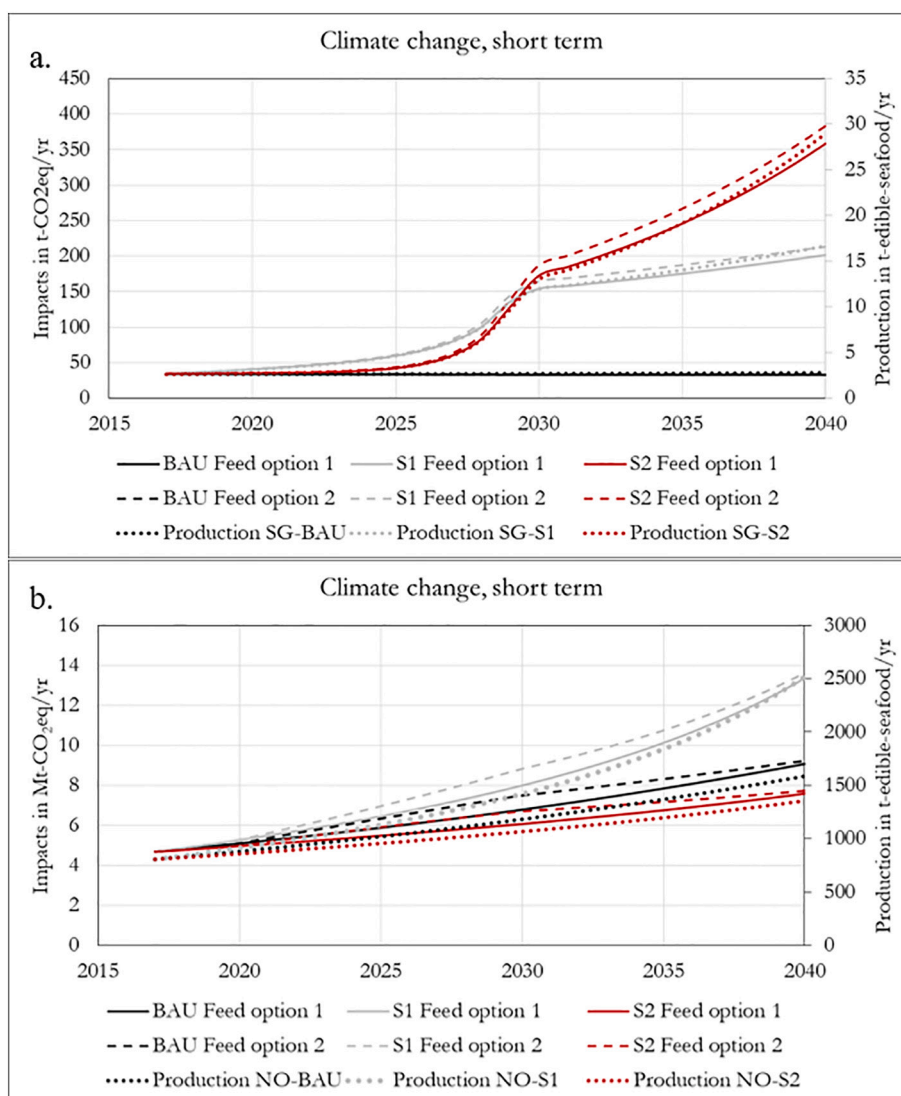 a.
Climate change, short term
Impacts in t-CO2eq/yr
450
400
350
300
250
200
150
100
50
0
35
30
25
20
15
10
5
0
Production in t-edible-seafood/yr
2015 2020 2025 2030 2035 2040
BAU Feed option 1 S1 Feed option 1 S2 Feed option 1
BAU Feed option 2 S1 Feed option 2 S2 Feed option 2
Production SG-BAU Production SG-S1 Production SG-S2
b.
Climate change, short term
Impacts in Mt-CO₂eq/yr
16
14
12
10
8
6
4
2
0
3000
2500
2000
1500
1000
500
0
Production in t-edible-seafood/yr
2015 2020 2025 2030 2035 2040
BAU Feed option 1 S1 Feed option 1 S2 Feed option 1
BAU Feed option 2 S1 Feed option 2 S2 Feed option 2
Production NO-BAU Production NO-S1 Production NO-S2